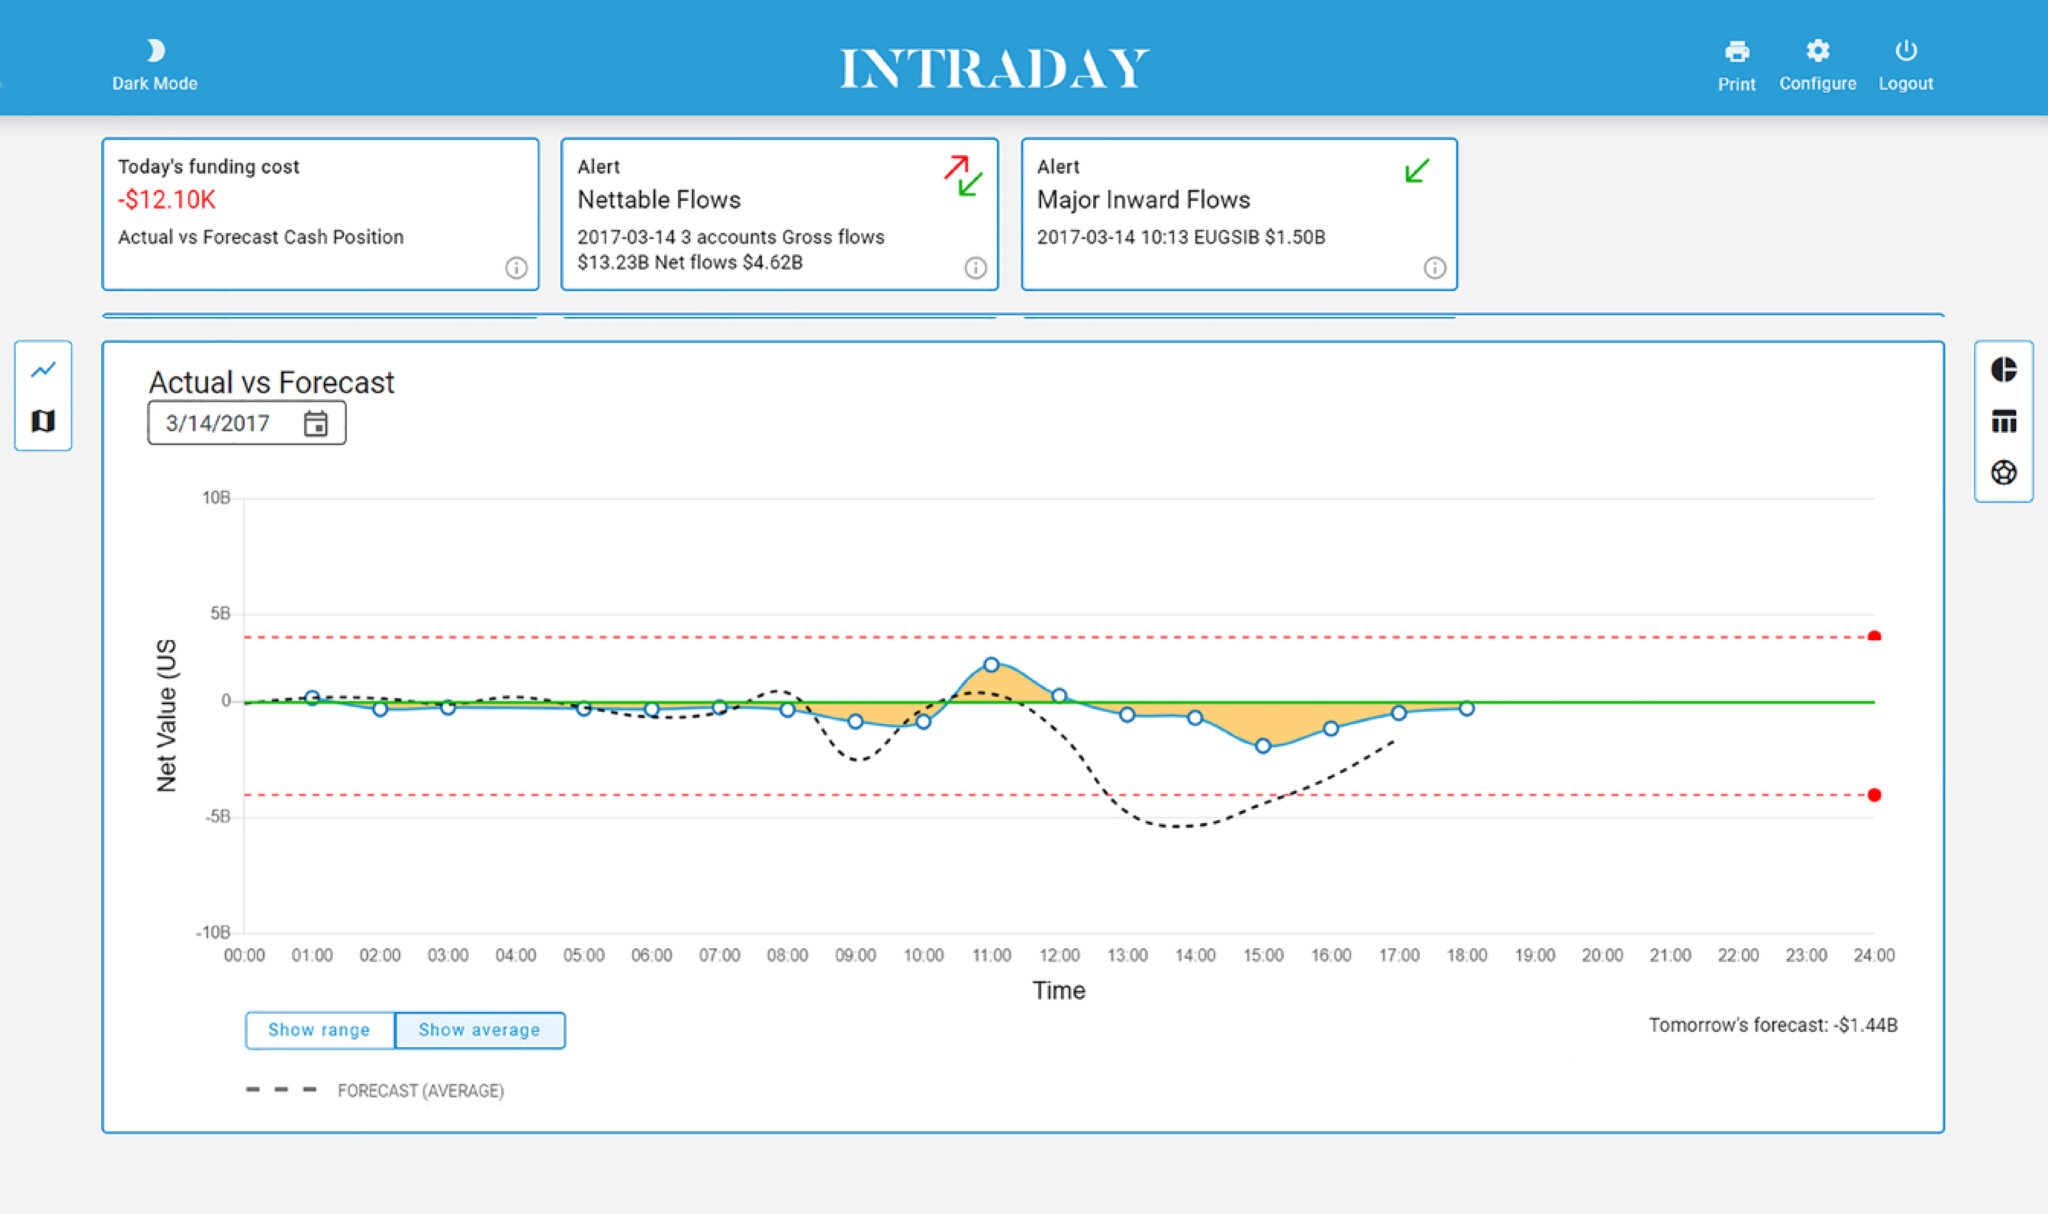 Dark Mode
INTRADAY
Print
Configure
Logout
Today's funding cost
-$12.10K
Actual vs Forecast Cash Position
Alert
Nettable Flows
2017-03-14 3 accounts Gross flows
$13.23B Net flows $4.62B
Alert
Major Inward Flows
2017-03-14 10:13 EUGSIB $1.50B
Actual vs Forecast
3/14/2017
10B
5B
0
-5B
-10B
Net Value (US
00:00 01:00 02:00 03:00 04:00 05:00 06:00 07:00 08:00 09:00 10:00 11:00 12:00 13:00 14:00 15:00 16:00 17:00 18:00 19:00 20:00 21:00 22:00 23:00 24:00
Time
Show range
Show average
Tomorrow's forecast: -$1.44B
FORECAST (AVERAGE)